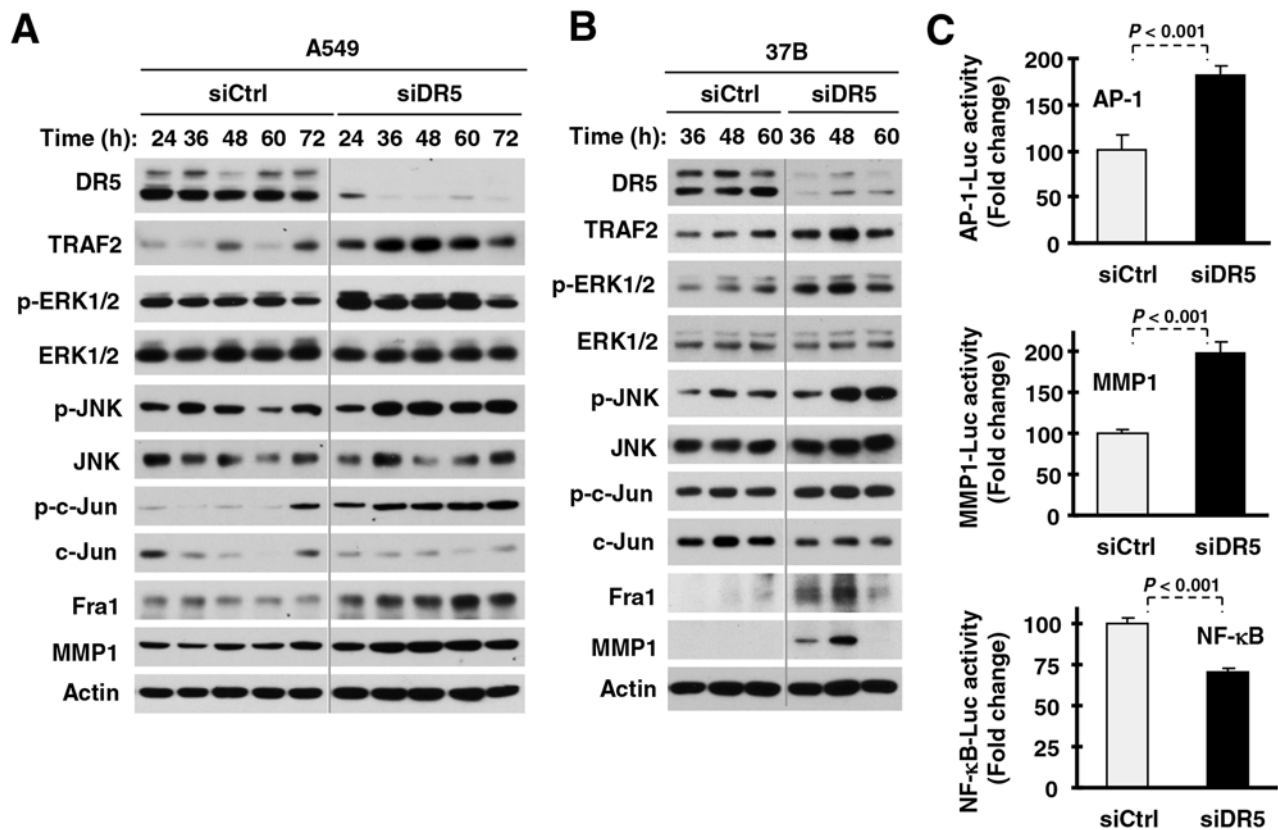 A
A549
siCtrl siDR5
Time (h): 24 36 48 60 72 24 36 48 60 72
DR5
TRAF2
p-ERK1/2
ERK1/2
p-JNK
JNK
p-c-Jun
c-Jun
Fra1
MMP1
Actin
B
37B
siCtrl siDR5
36 48 60 36 48 60
DR5
TRAF2
p-ERK1/2
ERK1/2
p-JNK
JNK
p-c-Jun
c-Jun
Fra1
MMP1
Actin
C
P < 0.001
AP-1-Luc activity
(Fold change)
200
150
100
50
0
AP-1
siCtrl siDR5
P < 0.001
MMP1-Luc activity
(Fold change)
200
150
100
50
0
MMP1
siCtrl siDR5
P < 0.001
NF-κB-Luc activity
(Fold change)
100
75
50
25
0
NF-κB
siCtrl siDR5